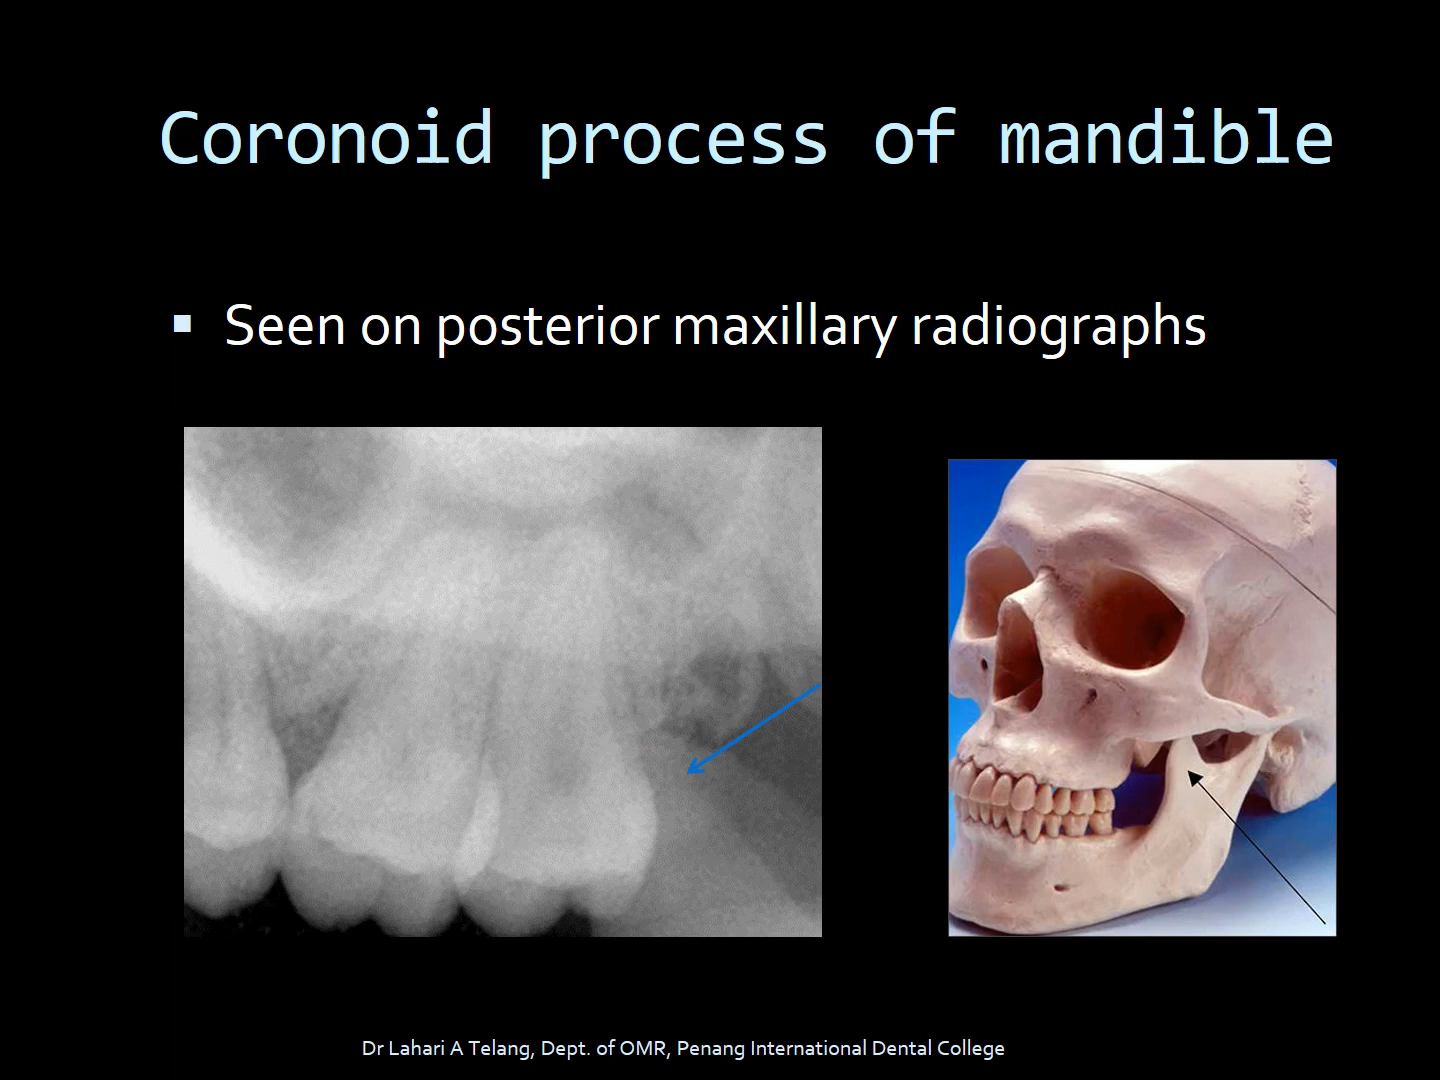 Coronoid process of mandible
▪ Seen on posterior maxillary radiographs
Dr Lahari A Telang, Dept. of OMR, Penang International Dental College